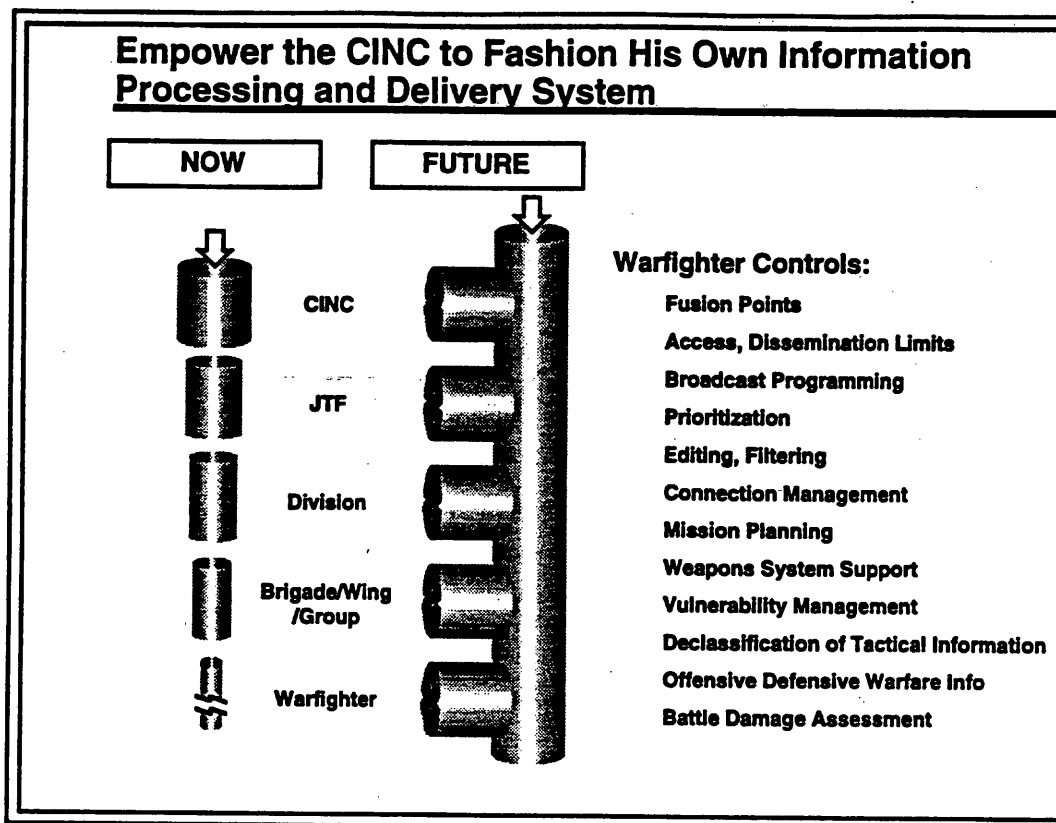 Empower the CINC to Fashion His Own Information
Processing and Delivery System
NOW
FUTURE
CINC
JTF
Division
Brigade/Wing
/Group
Warfighter
Warfighter Controls:
Fusion Points
Access, Dissemination Limits
Broadcast Programming
Prioritization
Editing, Filtering
Connection Management
Mission Planning
Weapons System Support
Vulnerability Management
Declassification of Tactical Information
Offensive Defensive Warfare Info
Battle Damage Assessment